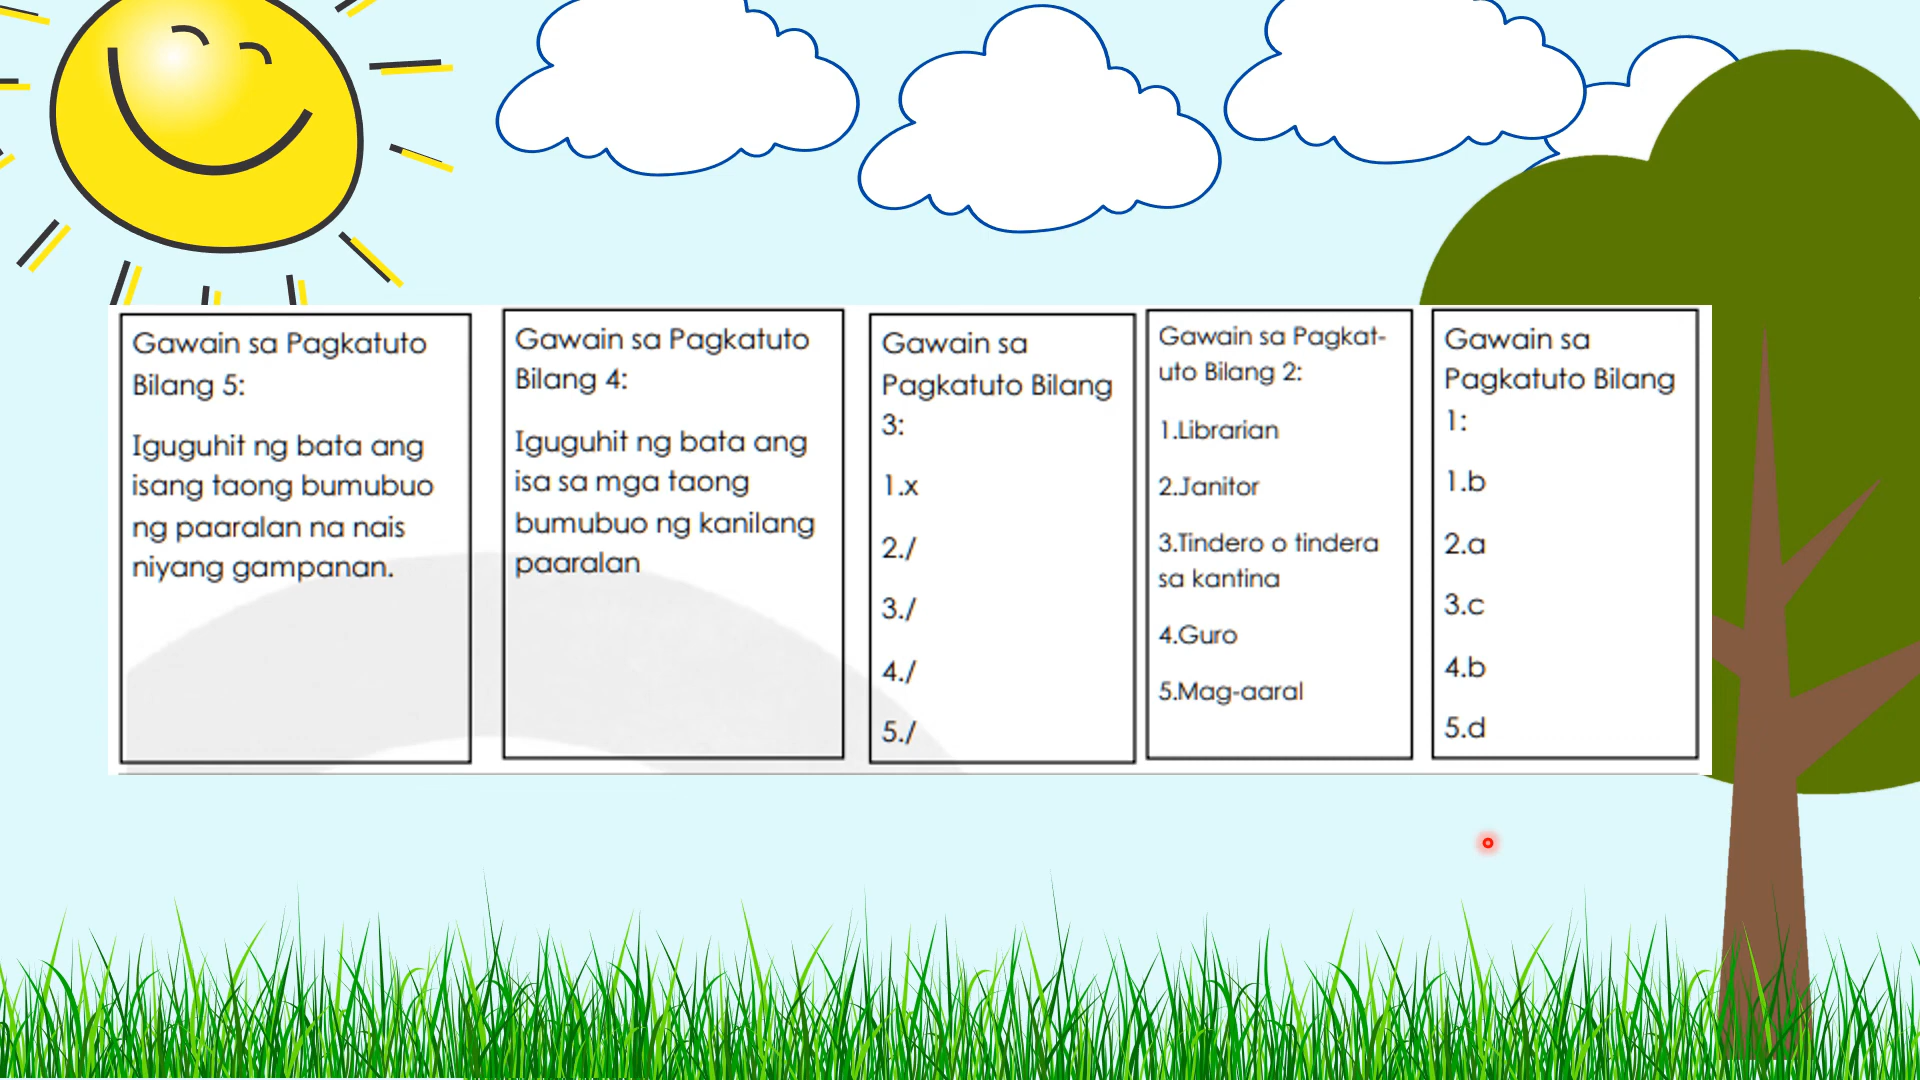 Gawain sa Pagkatuto
Bilang 5:
Iguguhit ng bata ang
isang taong bumubuo
ng paaralan na nais
niyang gampanan.
Gawain sa Pagkatuto
Bilang 4:
Iguguhit ng bata ang
isa sa mga taong
bumubuo ng kanilang
paaralan
Gawain sa
Pagkatuto Bilang
3:
1.x
2./
3./
4./
5./
Gawain sa Pagkat-
uto Bilang 2:
1.Librarian
2.Janitor
3.Tindero o tindera
sa kantina
4.Guro
5.Mag-aaral
Gawain sa
Pagkatuto Bilang
1:
1.b
2.a
3.c
4.b
5.d